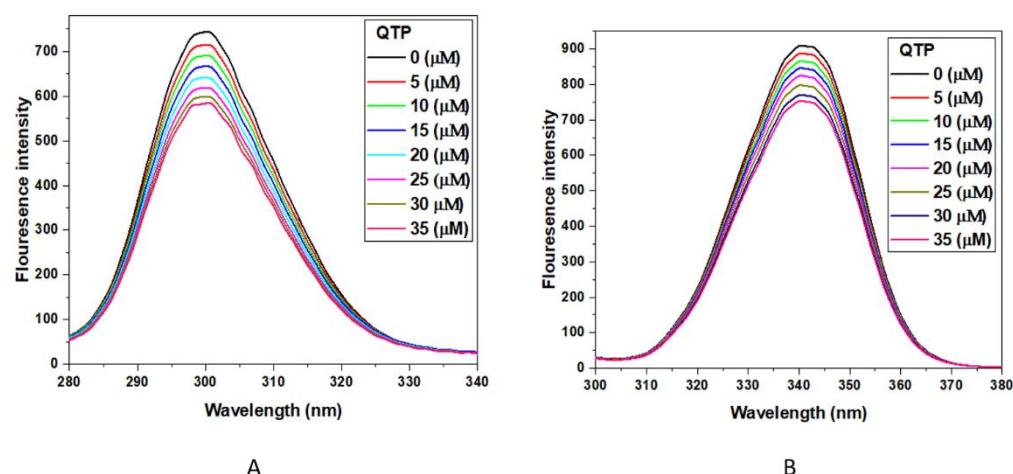 QTP
0 (μM)
5 (μM)
10 (μM)
15 (μM)
20 (μM)
25 (μM)
30 μM)
35 (μM)
Flouresence intensity
700
600
500
400
300
200
100
0
280 290 300 310 320 330 340
Wavelength (nm)
A
QTP
0 (μM)
5 (μM)
10 (μM)
15 (μM)
20 (μM)
25 (μM)
30 μM)
35 (μM)
Flouresence intensity
900
800
700
600
500
400
300
200
100
0
300 310 320 330 340 350 360 370 380
Wavelength (nm)
B